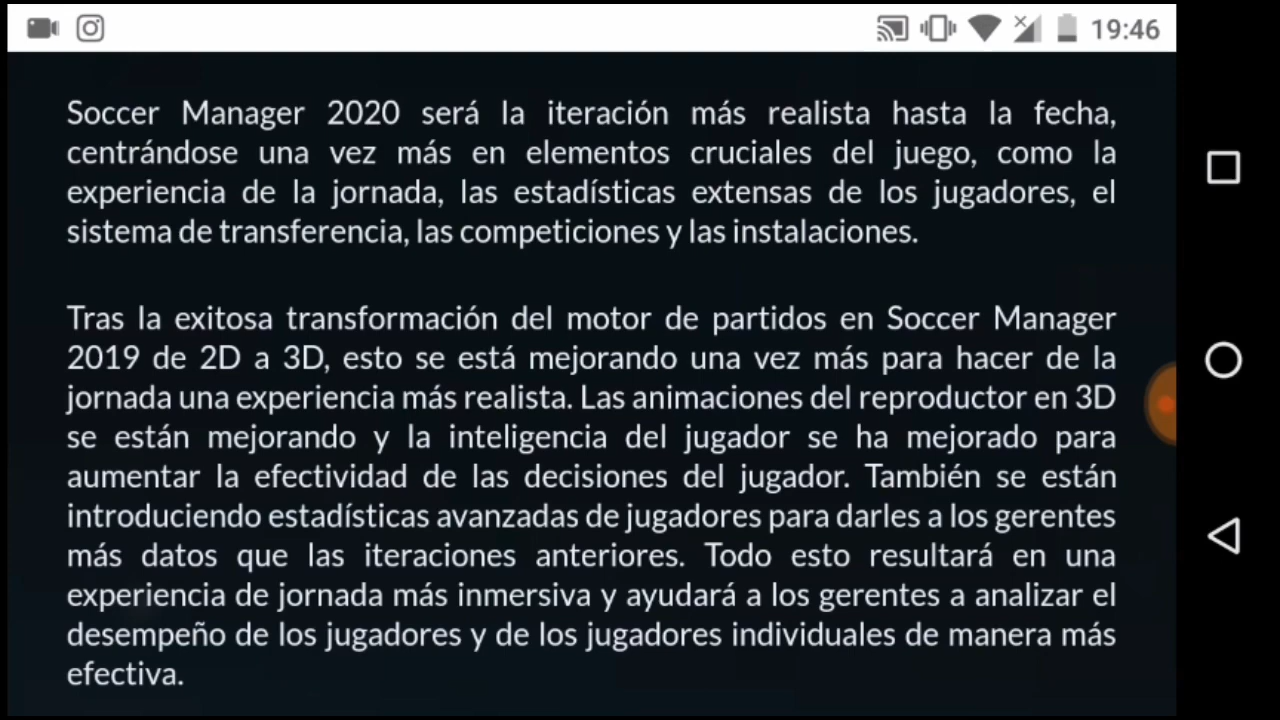 19:46
Soccer Manager 2020 será la iteración más realista hasta la fecha,
centrándose una vez más en elementos cruciales del juego, como la
experiencia de la jornada, las estadísticas extensas de los jugadores, el
sistema de transferencia, las competiciones y las instalaciones.
Tras la exitosa transformación del motor de partidos en Soccer Manager
2019 de 2D a 3D, esto se está mejorando una vez más para hacer de la
jornada una experiencia más realista. Las animaciones del reproductor en 3D
se están mejorando y la inteligencia del jugador se ha mejorado para
aumentar la efectividad de las decisiones del jugador. También se están
introduciendo estadísticas avanzadas de jugadores para darles a los gerentes
más datos que las iteraciones anteriores. Todo esto resultará en una
experiencia de jornada más inmersiva y ayudará a los gerentes a analizar el
desempeño de los jugadores y de los jugadores individuales de manera más
efectiva.